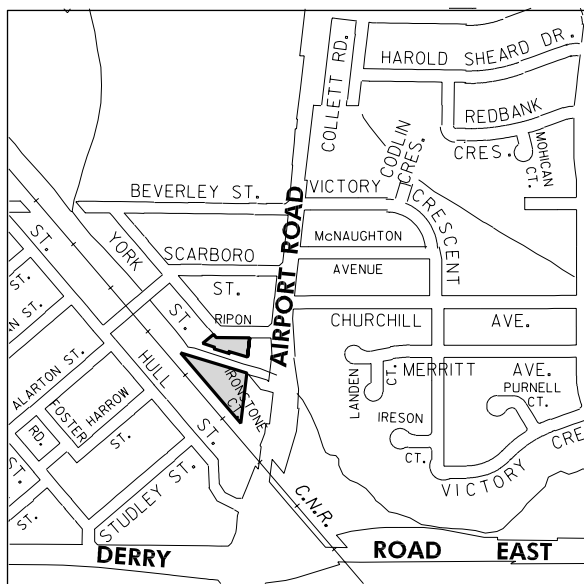 HAROLD SHEARD DR.
COLLETT RD.
REDBANK
CRES.
MOHICAN
CT.
CODLIN
CRES.
BEVERLEY ST.
VICTORY
CRESCENT
ST.
YORK
SCARBORO
McNAUGHTON
AVENUE
ST.
ST.
RIPON
AIRPORT ROAD
CHURCHILL AVE.
ST.
ST.
HULL
ST.
ALARTON ST.
HARROW
ST.
FOSTER
RD.
IRONSTONE
CT.
LANDEN
CT.
MERRITT AVE.
PURNELL
CT.
IRESON
CT.
VICTORY CRE
ST.
ST.
STUDLEY ST.
C.N.R.
DERRY ROAD EAST